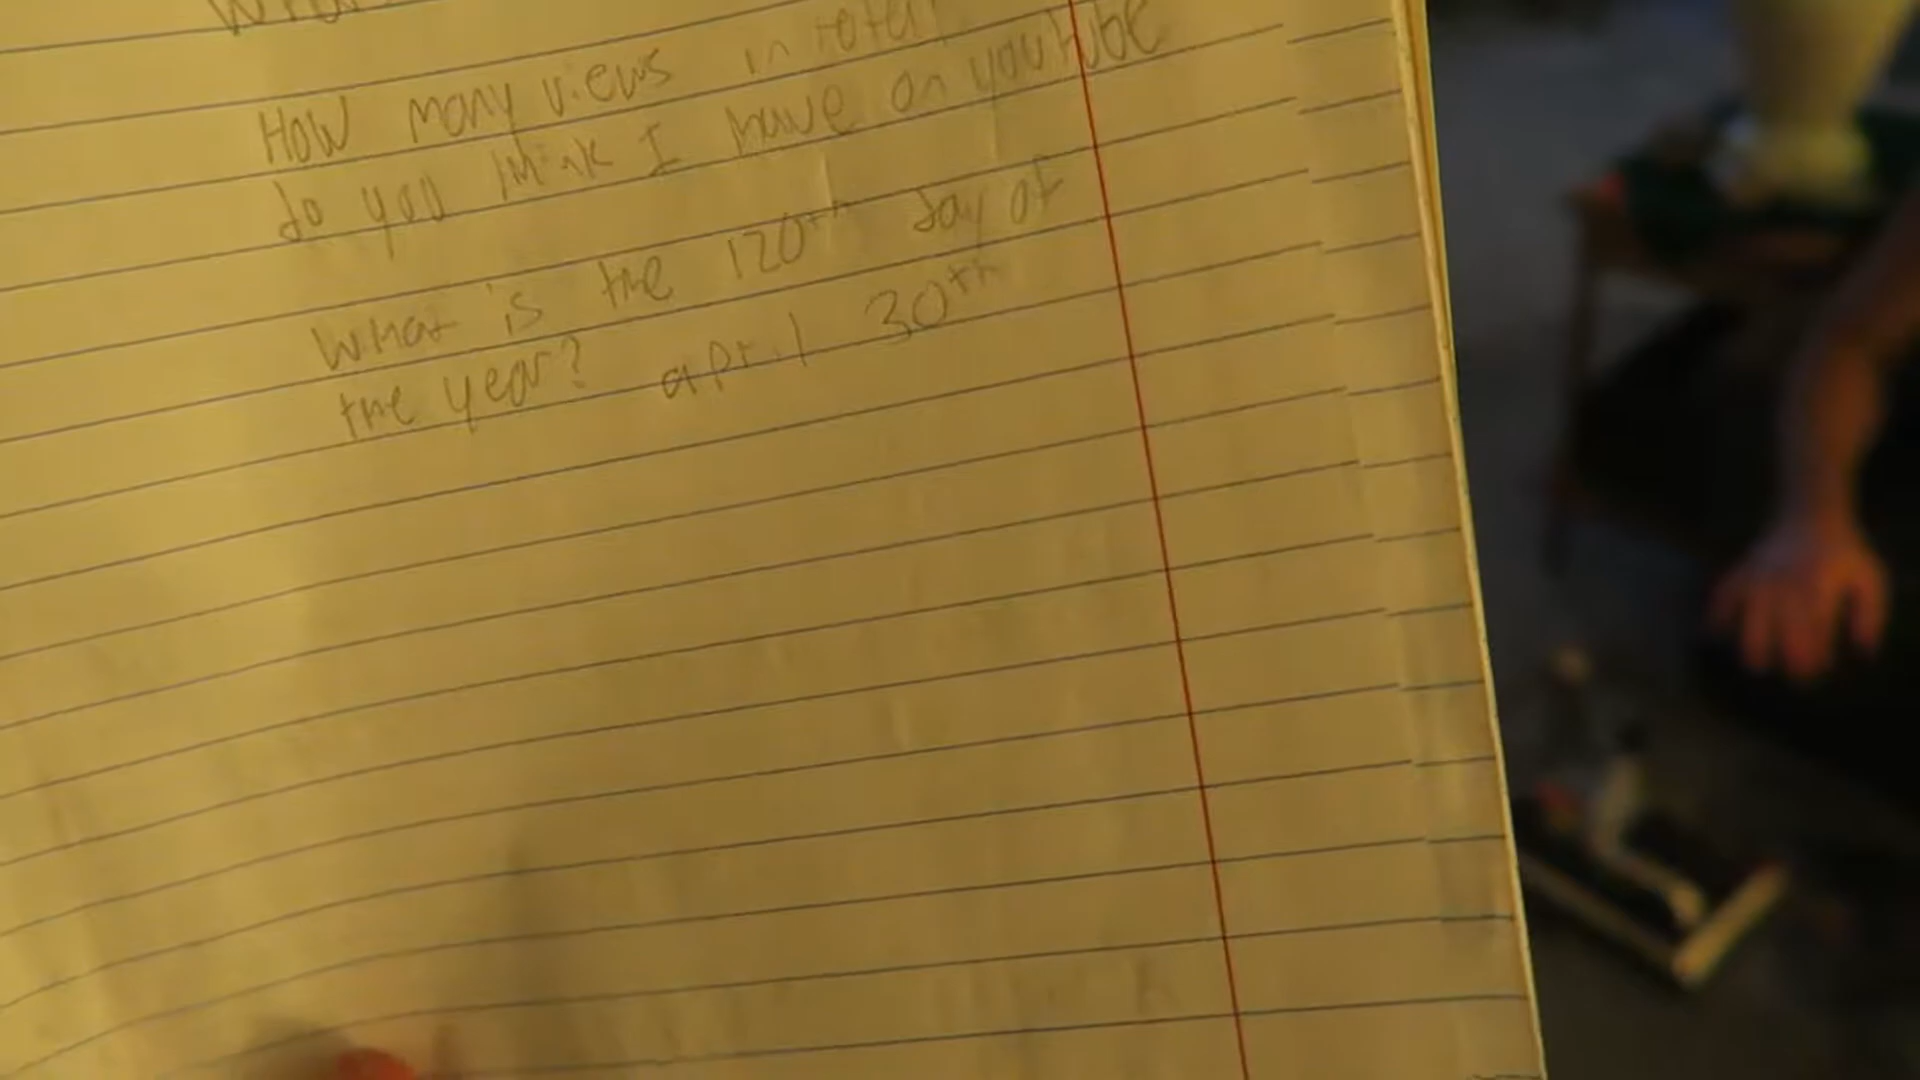 How many views in total
do you think I have on youtube
What is the 120th day of
the year? april 30th